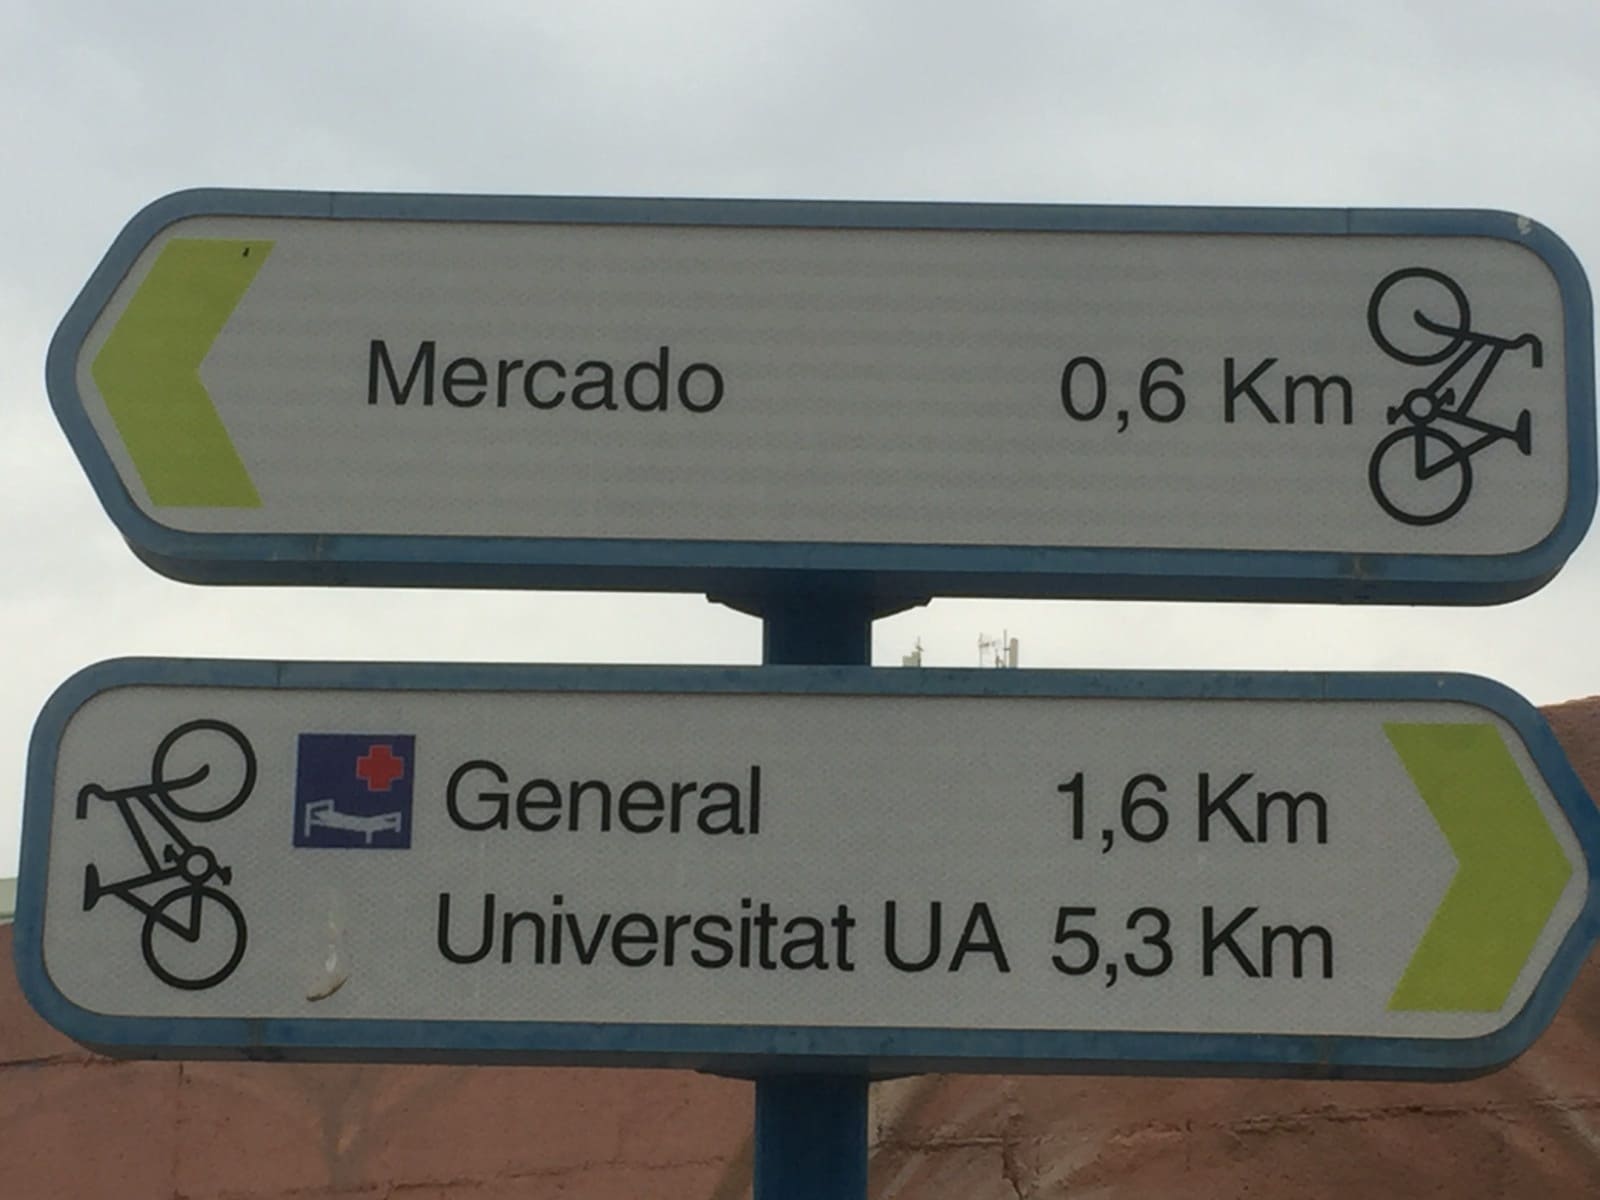 Mercado 0,6 Km
General 1,6 Km
Universitat UA 5,3 Km